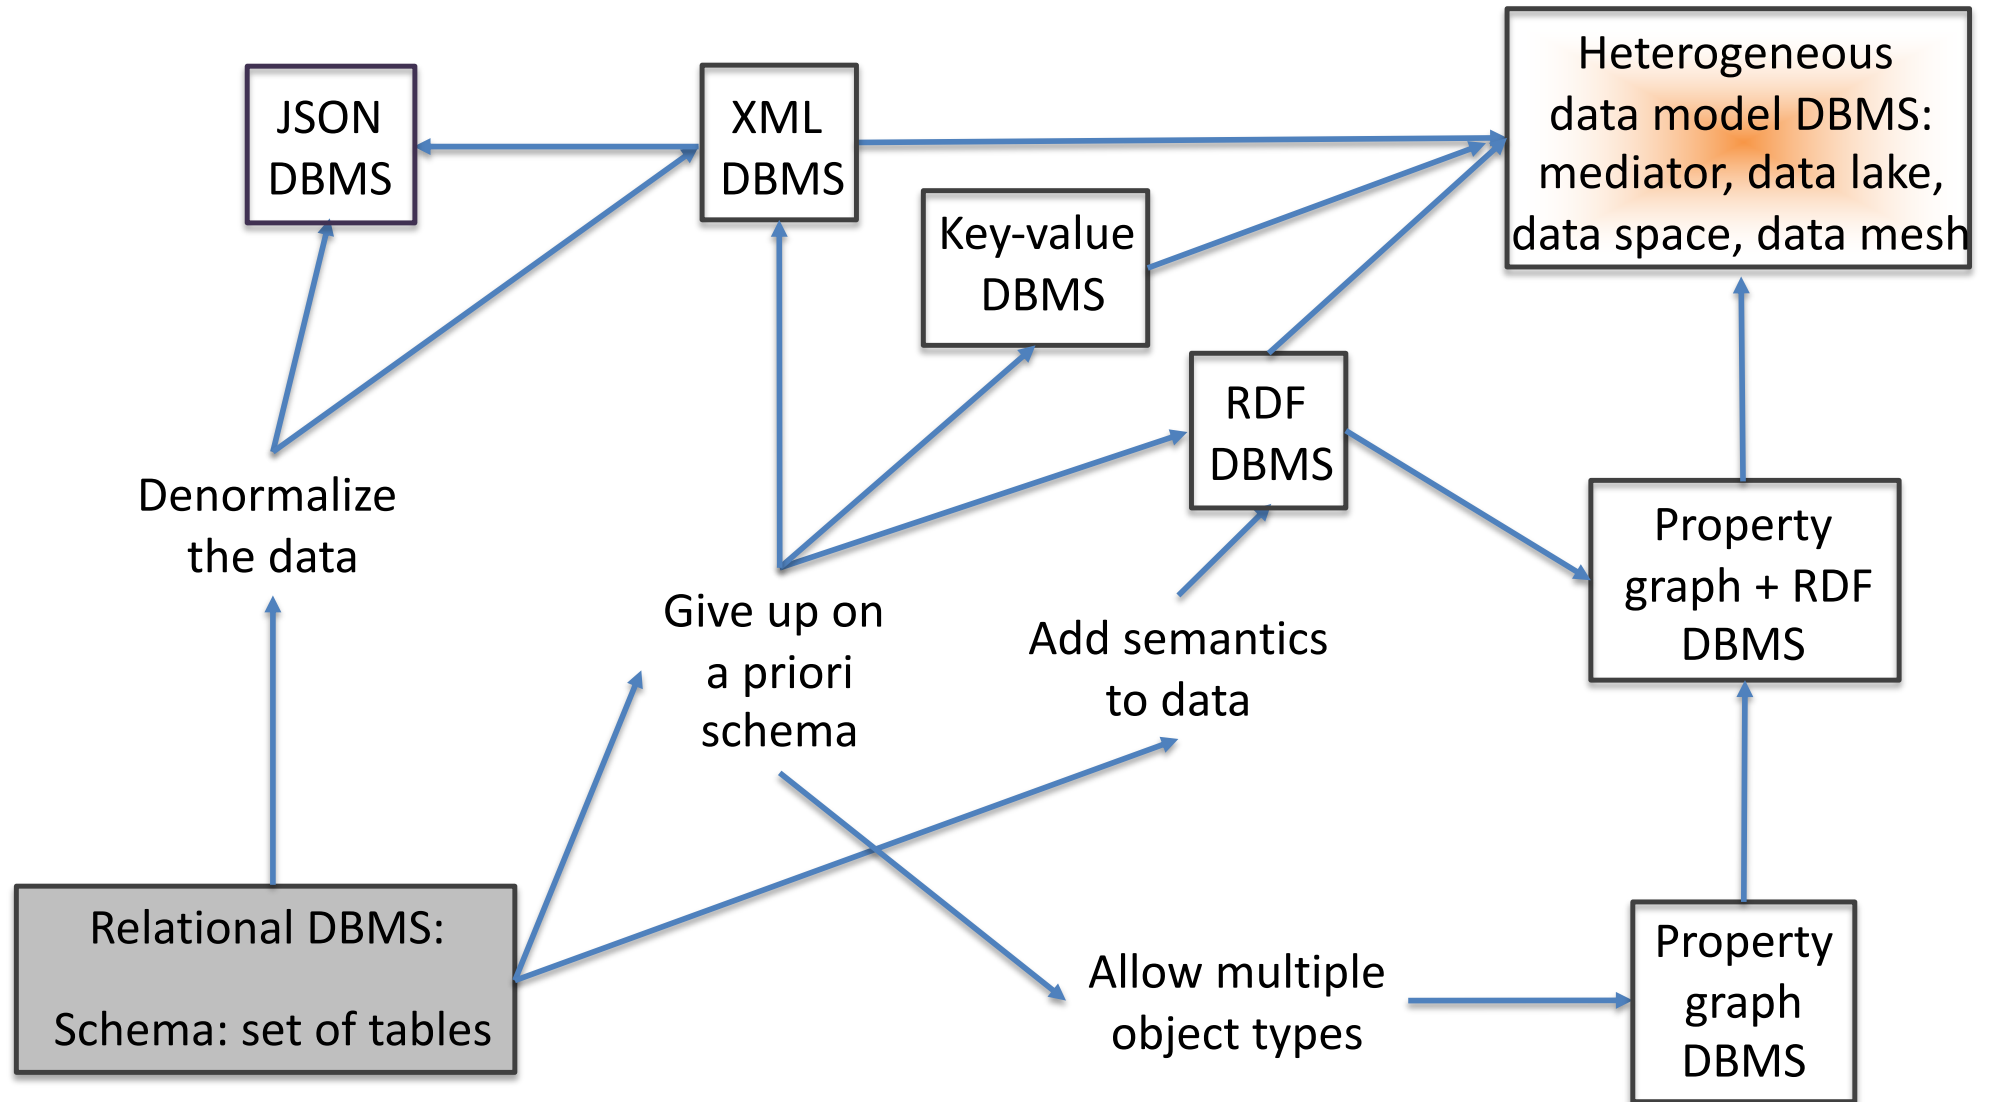 JSON
DBMS
XML
DBMS
Heterogeneous
data model DBMS:
mediator, data lake,
data space, data mesh
Key-value
DBMS
RDF
DBMS
Denormalize
the data
Property
graph + RDF
DBMS
Give up on
a priori
schema
Add semantics
to data
Relational DBMS:
Schema: set of tables
Allow multiple
object types
Property
graph
DBMS